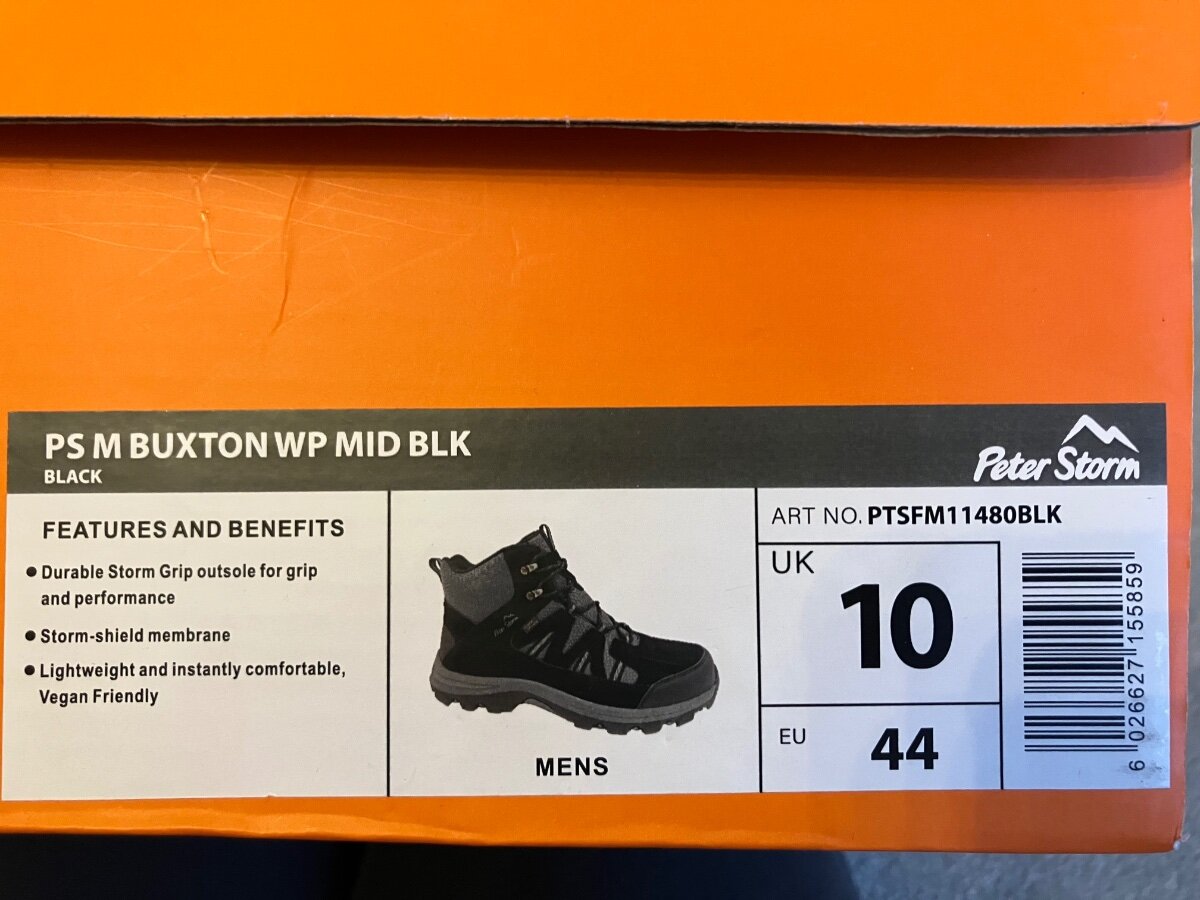 PS M BUXTON WP MID BLK
BLACK
Peter Storm
FEATURES AND BENEFITS
● Durable Storm Grip outsole for grip
and performance
● Storm-shield membrane
● Lightweight and instantly comfortable,
Vegan Friendly
Peter Storm
MENS
ART NO. PTSFM11480BLK
UK
10
EU
44
6 026627 155859